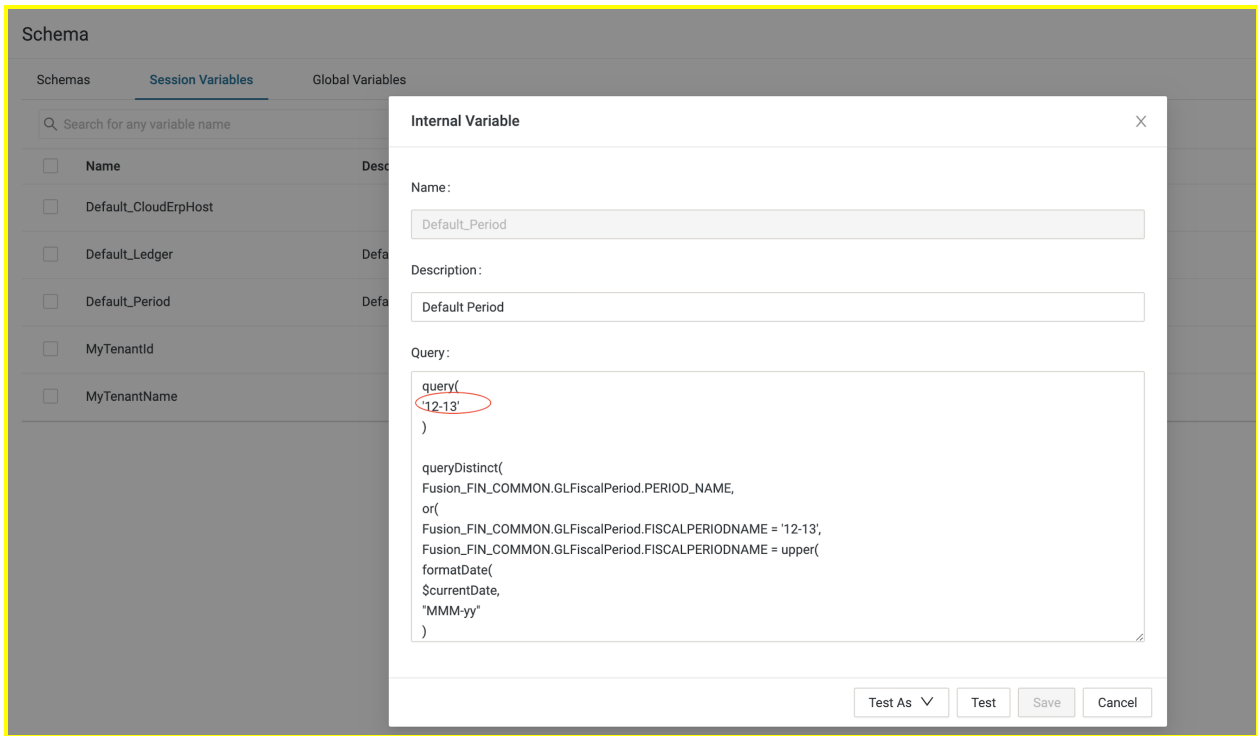 Schema
Schemas Session Variables Global Variables
Search for any variable name
Name Desc
Default_CloudErpHost
Default_Ledger Defa
Default_Period Defa
MyTenantId
MyTenantName
Internal Variable
Name:
Default_Period
Description:
Default Period
Query:
query(
'12-13'
)
queryDistinct(
Fusion_FIN_COMMON.GLFiscalPeriod.PERIOD_NAME,
or(
Fusion_FIN_COMMON.GLFiscalPeriod.FISCALPERIODNAME = '12-13',
Fusion_FIN_COMMON.GLFiscalPeriod.FISCALPERIODNAME = upper(
formatDate(
$currentDate,
"MMM-yy"
)
Test As Test Save Cancel